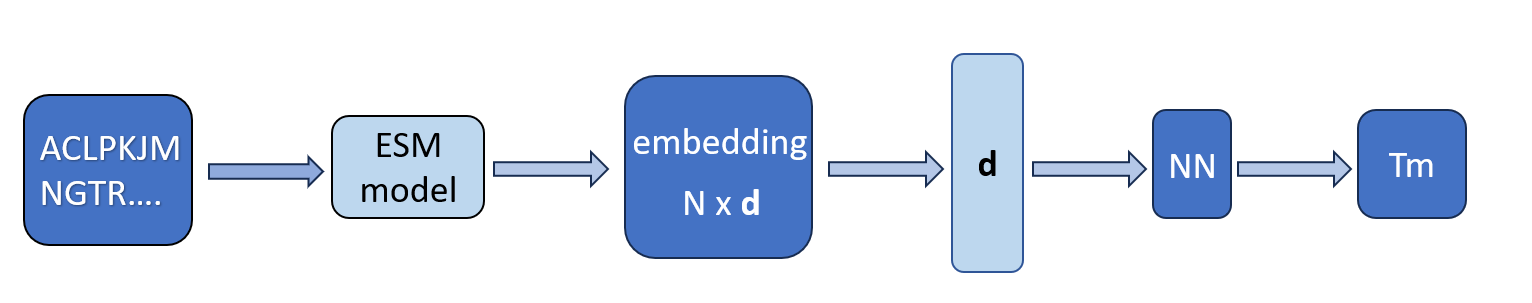 ACLPKJM
NGTR....
ESM
model
embedding
N x d
d
NN
Tm